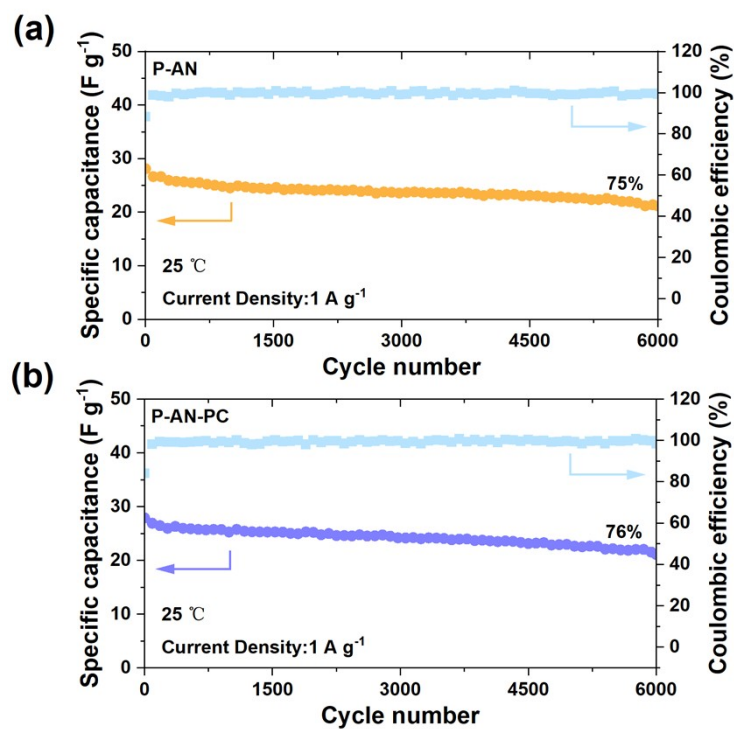 (a)
50
40
30
20
10
0
Specific capacitance (F g⁻¹)
P-AN
75%
25 ℃
Current Density:1 A g⁻¹
120
100
80
60
40
20
0
Coulombic efficiency (%)
0 1500 3000 4500 6000
Cycle number
(b)
50
40
30
20
10
0
Specific capacitance (F g⁻¹)
P-AN-PC
76%
25 ℃
Current Density:1 A g⁻¹
120
100
80
60
40
20
0
Coulombic efficiency (%)
0 1500 3000 4500 6000
Cycle number